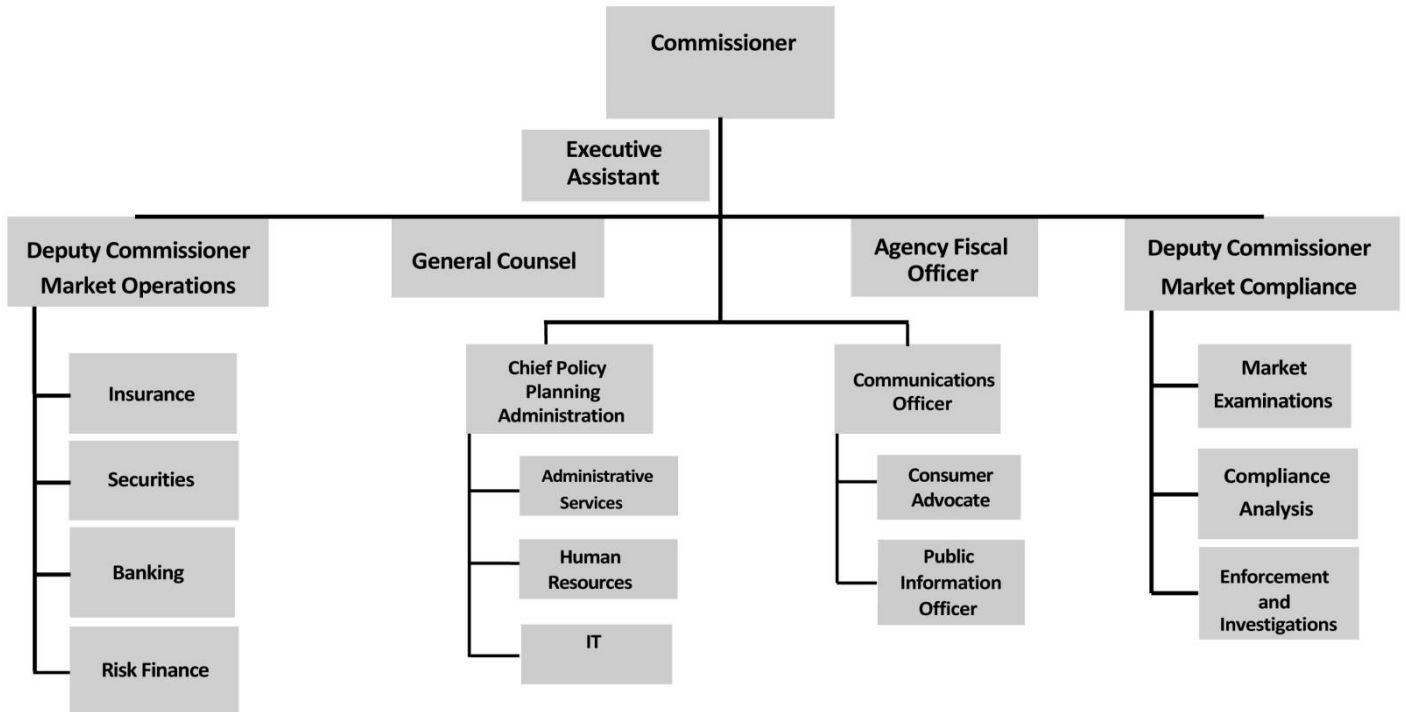 Commissioner
Executive
Assistant
Deputy Commissioner
Market Operations
General Counsel
Agency Fiscal
Officer
Deputy Commissioner
Market Compliance
Insurance
Securities
Banking
Risk Finance
Chief Policy
Planning
Administration
Administrative
Services
Human
Resources
IT
Communications
Officer
Consumer
Advocate
Public
Information
Officer
Market
Examinations
Compliance
Analysis
Enforcement
and
Investigations